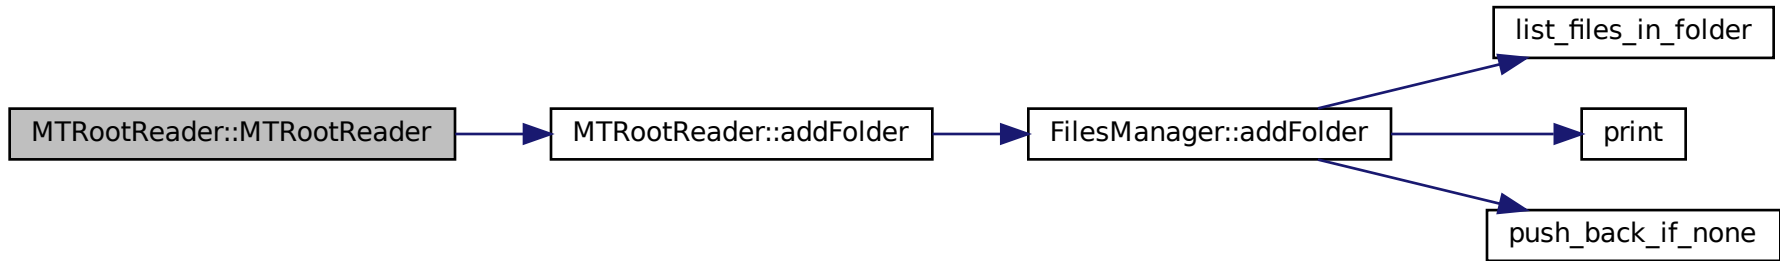 list_files_in_folder
MTRootReader::MTRootReader
MTRootReader::addFolder
FilesManager::addFolder
print
push_back_if_none